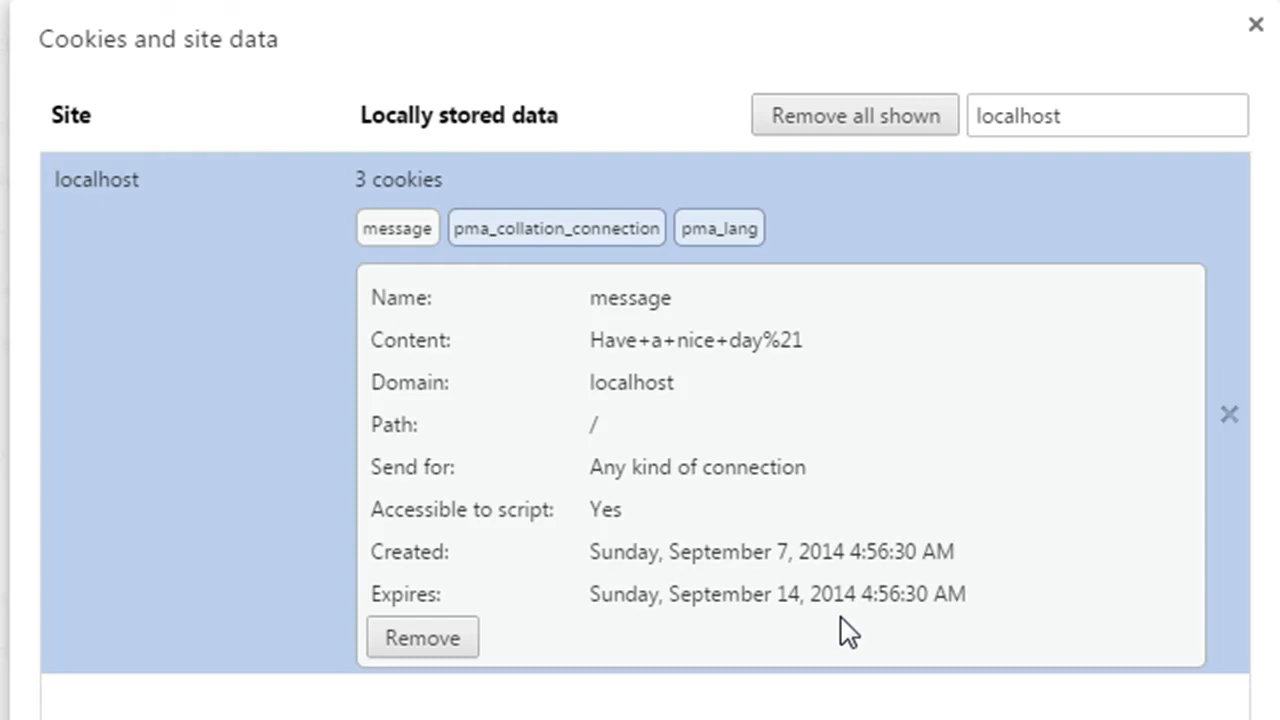 Cookies and site data
Site Locally stored data Remove all shown localhost
localhost 3 cookies
message pma_collation_connection pma_lang
Name: message
Content: Have+a+nice+day%21
Domain: localhost
Path: /
Send for: Any kind of connection
Accessible to script: Yes
Created: Sunday, September 7, 2014 4:56:30 AM
Expires: Sunday, September 14, 2014 4:56:30 AM
Remove